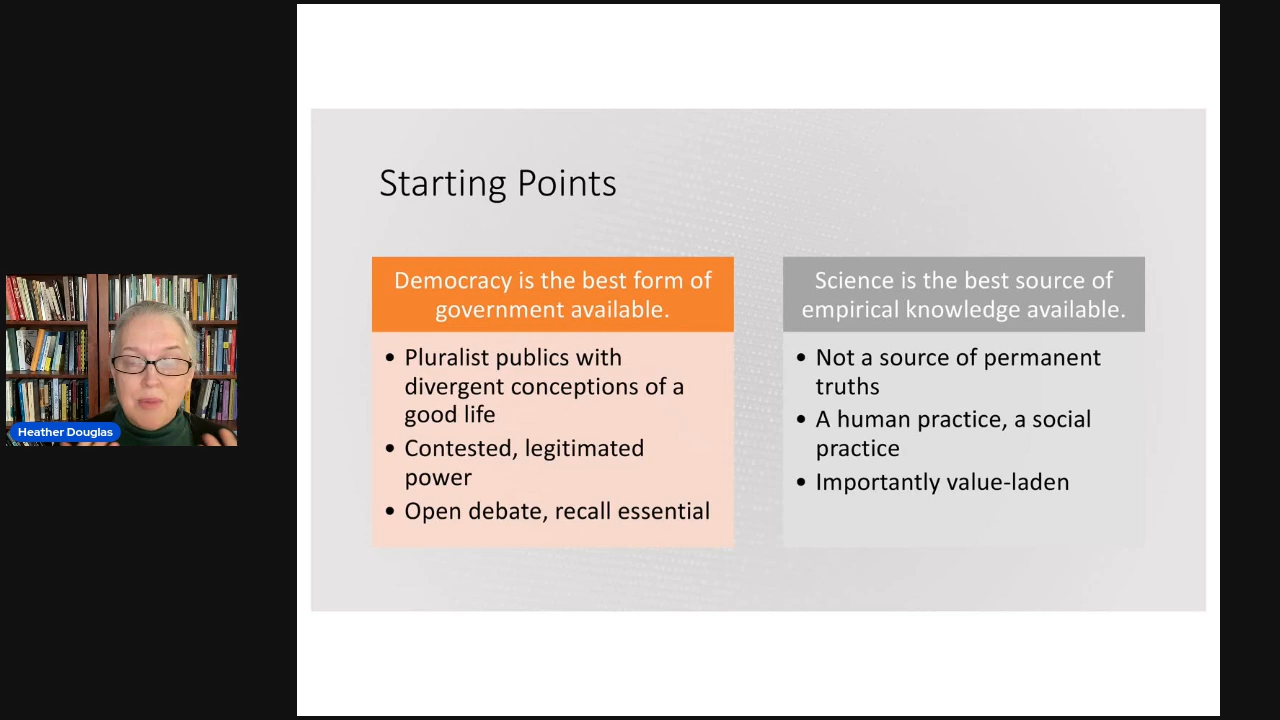 Starting Points
Democracy is the best form of
government available.
• Pluralist publics with
divergent conceptions of a
good life
• Contested, legitimated
power
• Open debate, recall essential
Science is the best source of
empirical knowledge available.
• Not a source of permanent
truths
• A human practice, a social
practice
• Importantly value-laden
Heather Douglas